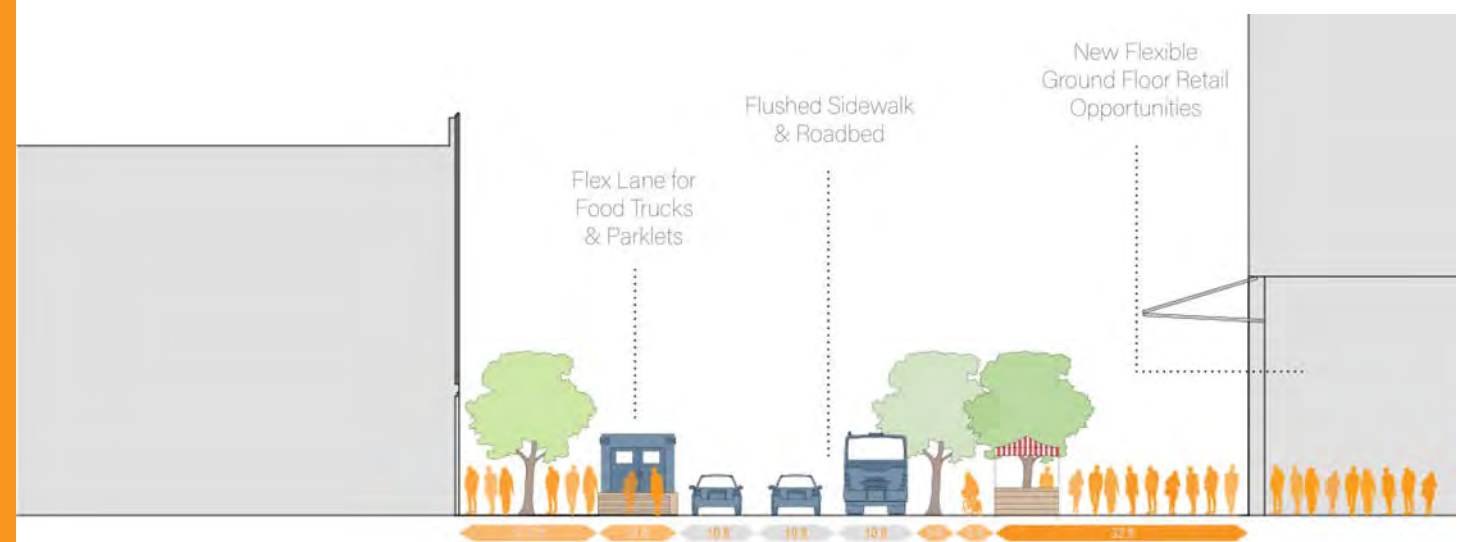 New Flexible
Ground Floor Retail
Opportunities
Flushed Sidewalk
& Roadbed
Flex Lane for
Food Trucks
& Parklets
10 ft 10 ft 10 ft 32 ft